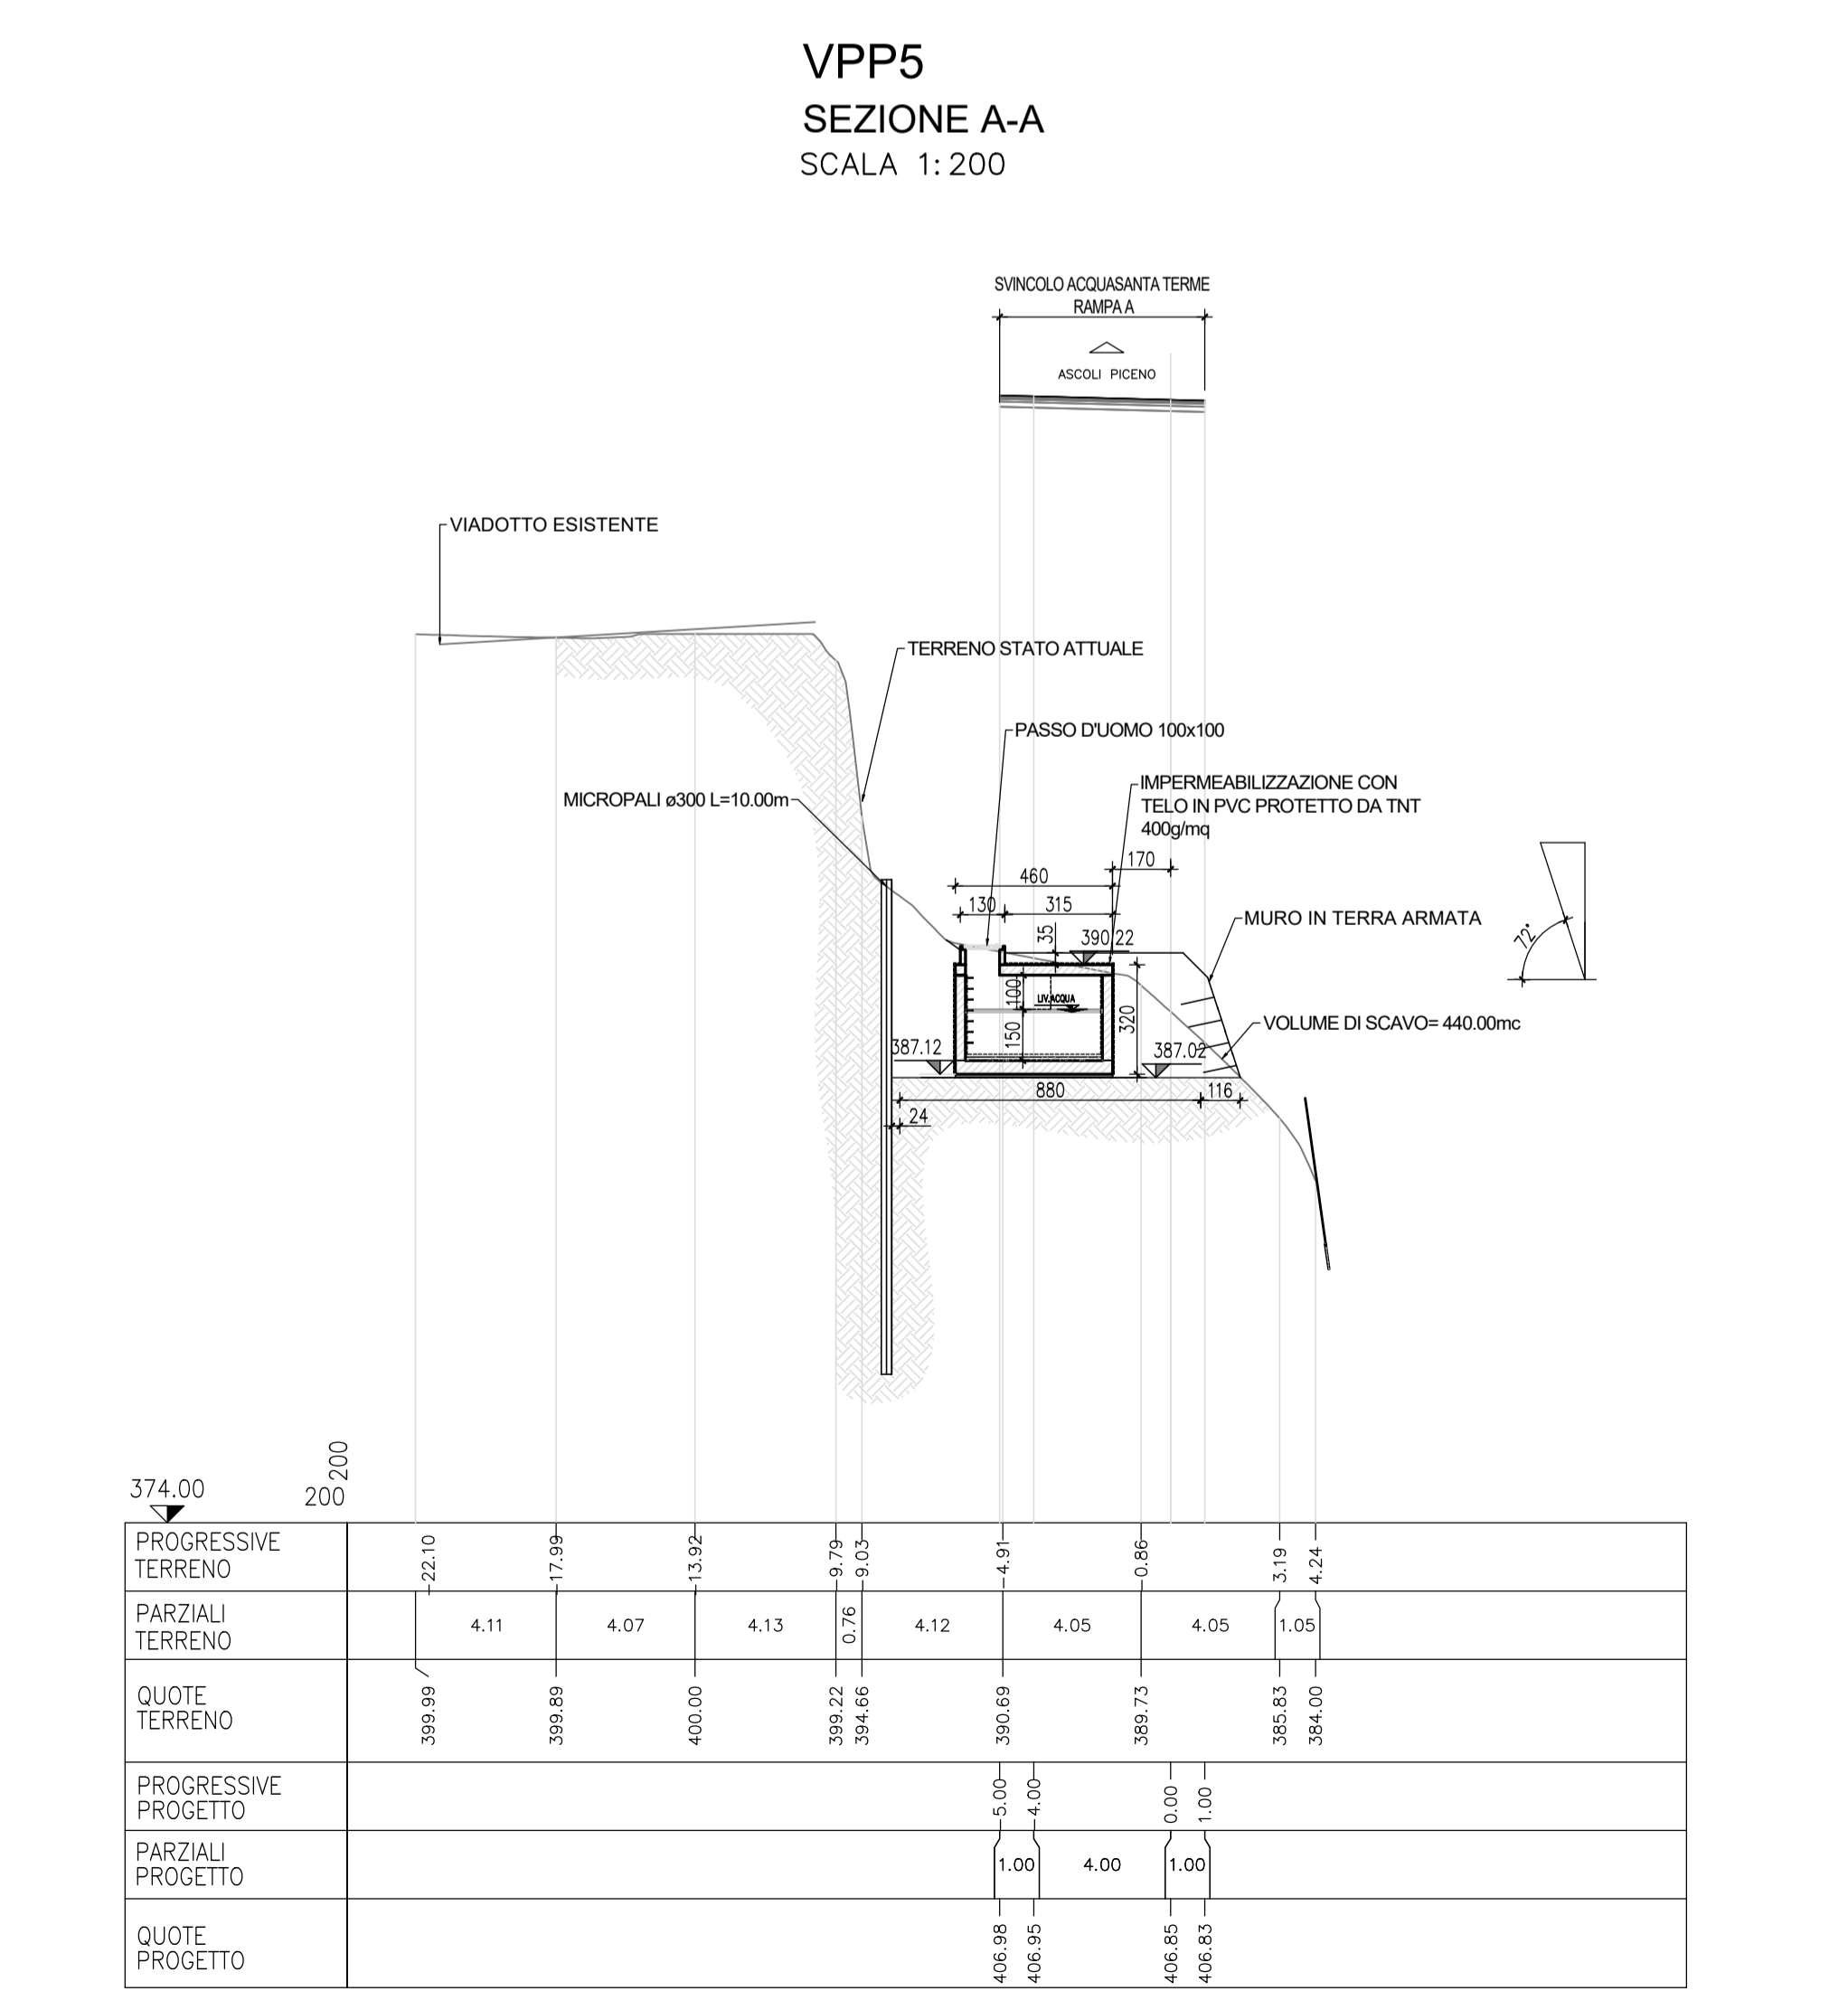 VPP5
SEZIONE A-A
SCALA 1:200
SVINCOLO ACQUASANTA TERME
RAMPA A
ASCOLI PICENO
VIADOTTO ESISTENTE
TERRENO STATO ATTUALE
PASSO D'UOMO 100x100
MICROPALI ø300 L=10.00m
IMPERMEABILIZZAZIONE CON
TELO IN PVC PROTETTO DA TNT
400g/mq
170
460
130
315
35
390.22
MURO IN TERRA ARMATA
72°
100
LIV.ACQUA
150
320
VOLUME DI SCAVO= 440.00mc
387.12
387.02
880
116
24
374.00
200
200
PROGRESSIVE
TERRENO
-22.10
-17.99
-13.92
-9.79
-9.03
-4.91
-0.86
3.19
4.24
PARZIALI
TERRENO
4.11
4.07
4.13
0.76
4.12
4.05
4.05
1.05
QUOTE
TERRENO
399.99
399.89
400.00
399.22
394.66
390.69
389.73
385.83
384.00
PROGRESSIVE
PROGETTO
-5.00
-4.00
0.00
1.00
PARZIALI
PROGETTO
1.00
4.00
1.00
QUOTE
PROGETTO
406.98
406.95
406.85
406.83